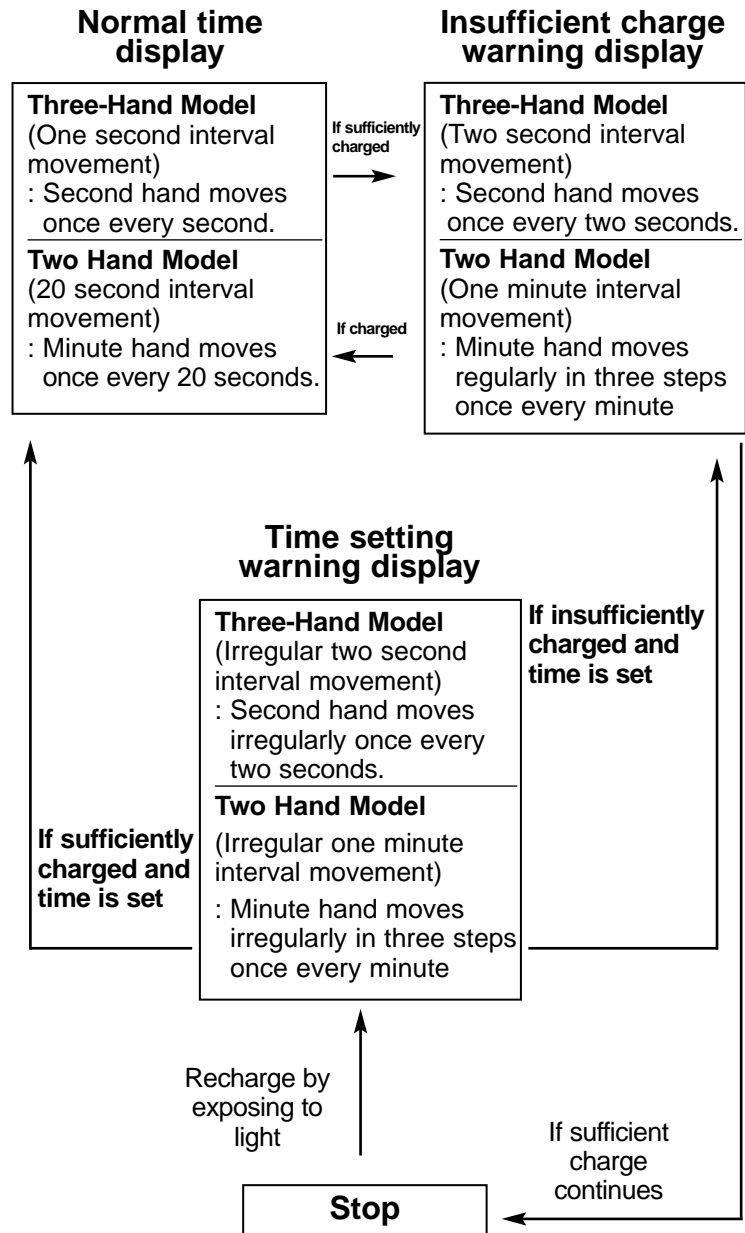 Normal time
display
Three-Hand Model
(One second interval
movement)
: Second hand moves
once every second.
Two Hand Model
(20 second interval
movement)
: Minute hand moves
once every 20 seconds.
If sufficiently
charged
If charged
Insufficient charge
warning display
Three-Hand Model
(Two second interval
movement)
: Second hand moves
once every two seconds.
Two Hand Model
(One minute interval
movement)
: Minute hand moves
regularly in three steps
once every minute
Time setting
warning display
Three-Hand Model
(Irregular two second
interval movement)
: Second hand moves
irregularly once every
two seconds.
Two Hand Model
(Irregular one minute
interval movement)
: Minute hand moves
irregularly in three steps
once every minute
If insufficiently
charged and
time is set
If sufficiently
charged and
time is set
Recharge by
exposing to
light
If sufficient
charge
continues
Stop